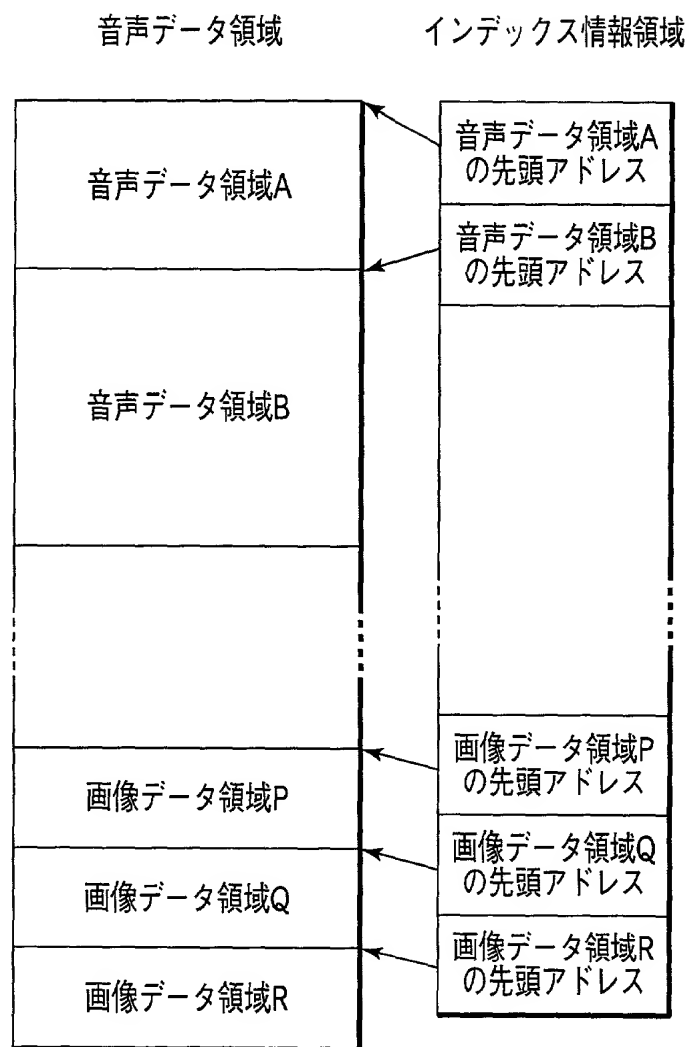 音声データ領域
インデックス情報領域
音声データ領域A
音声データ領域B
画像データ領域P
画像データ領域Q
画像データ領域R
音声データ領域A
の先頭アドレス
音声データ領域B
の先頭アドレス
画像データ領域P
の先頭アドレス
画像データ領域Q
の先頭アドレス
画像データ領域R
の先頭アドレス